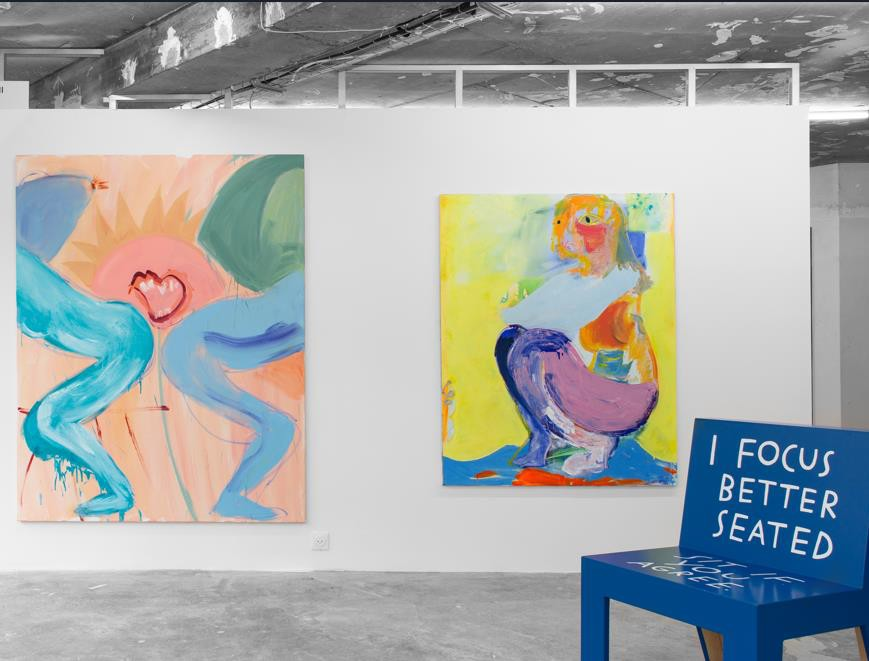 I FOCUS
BETTER
SEATED
SIT IF
YOU
AGREE